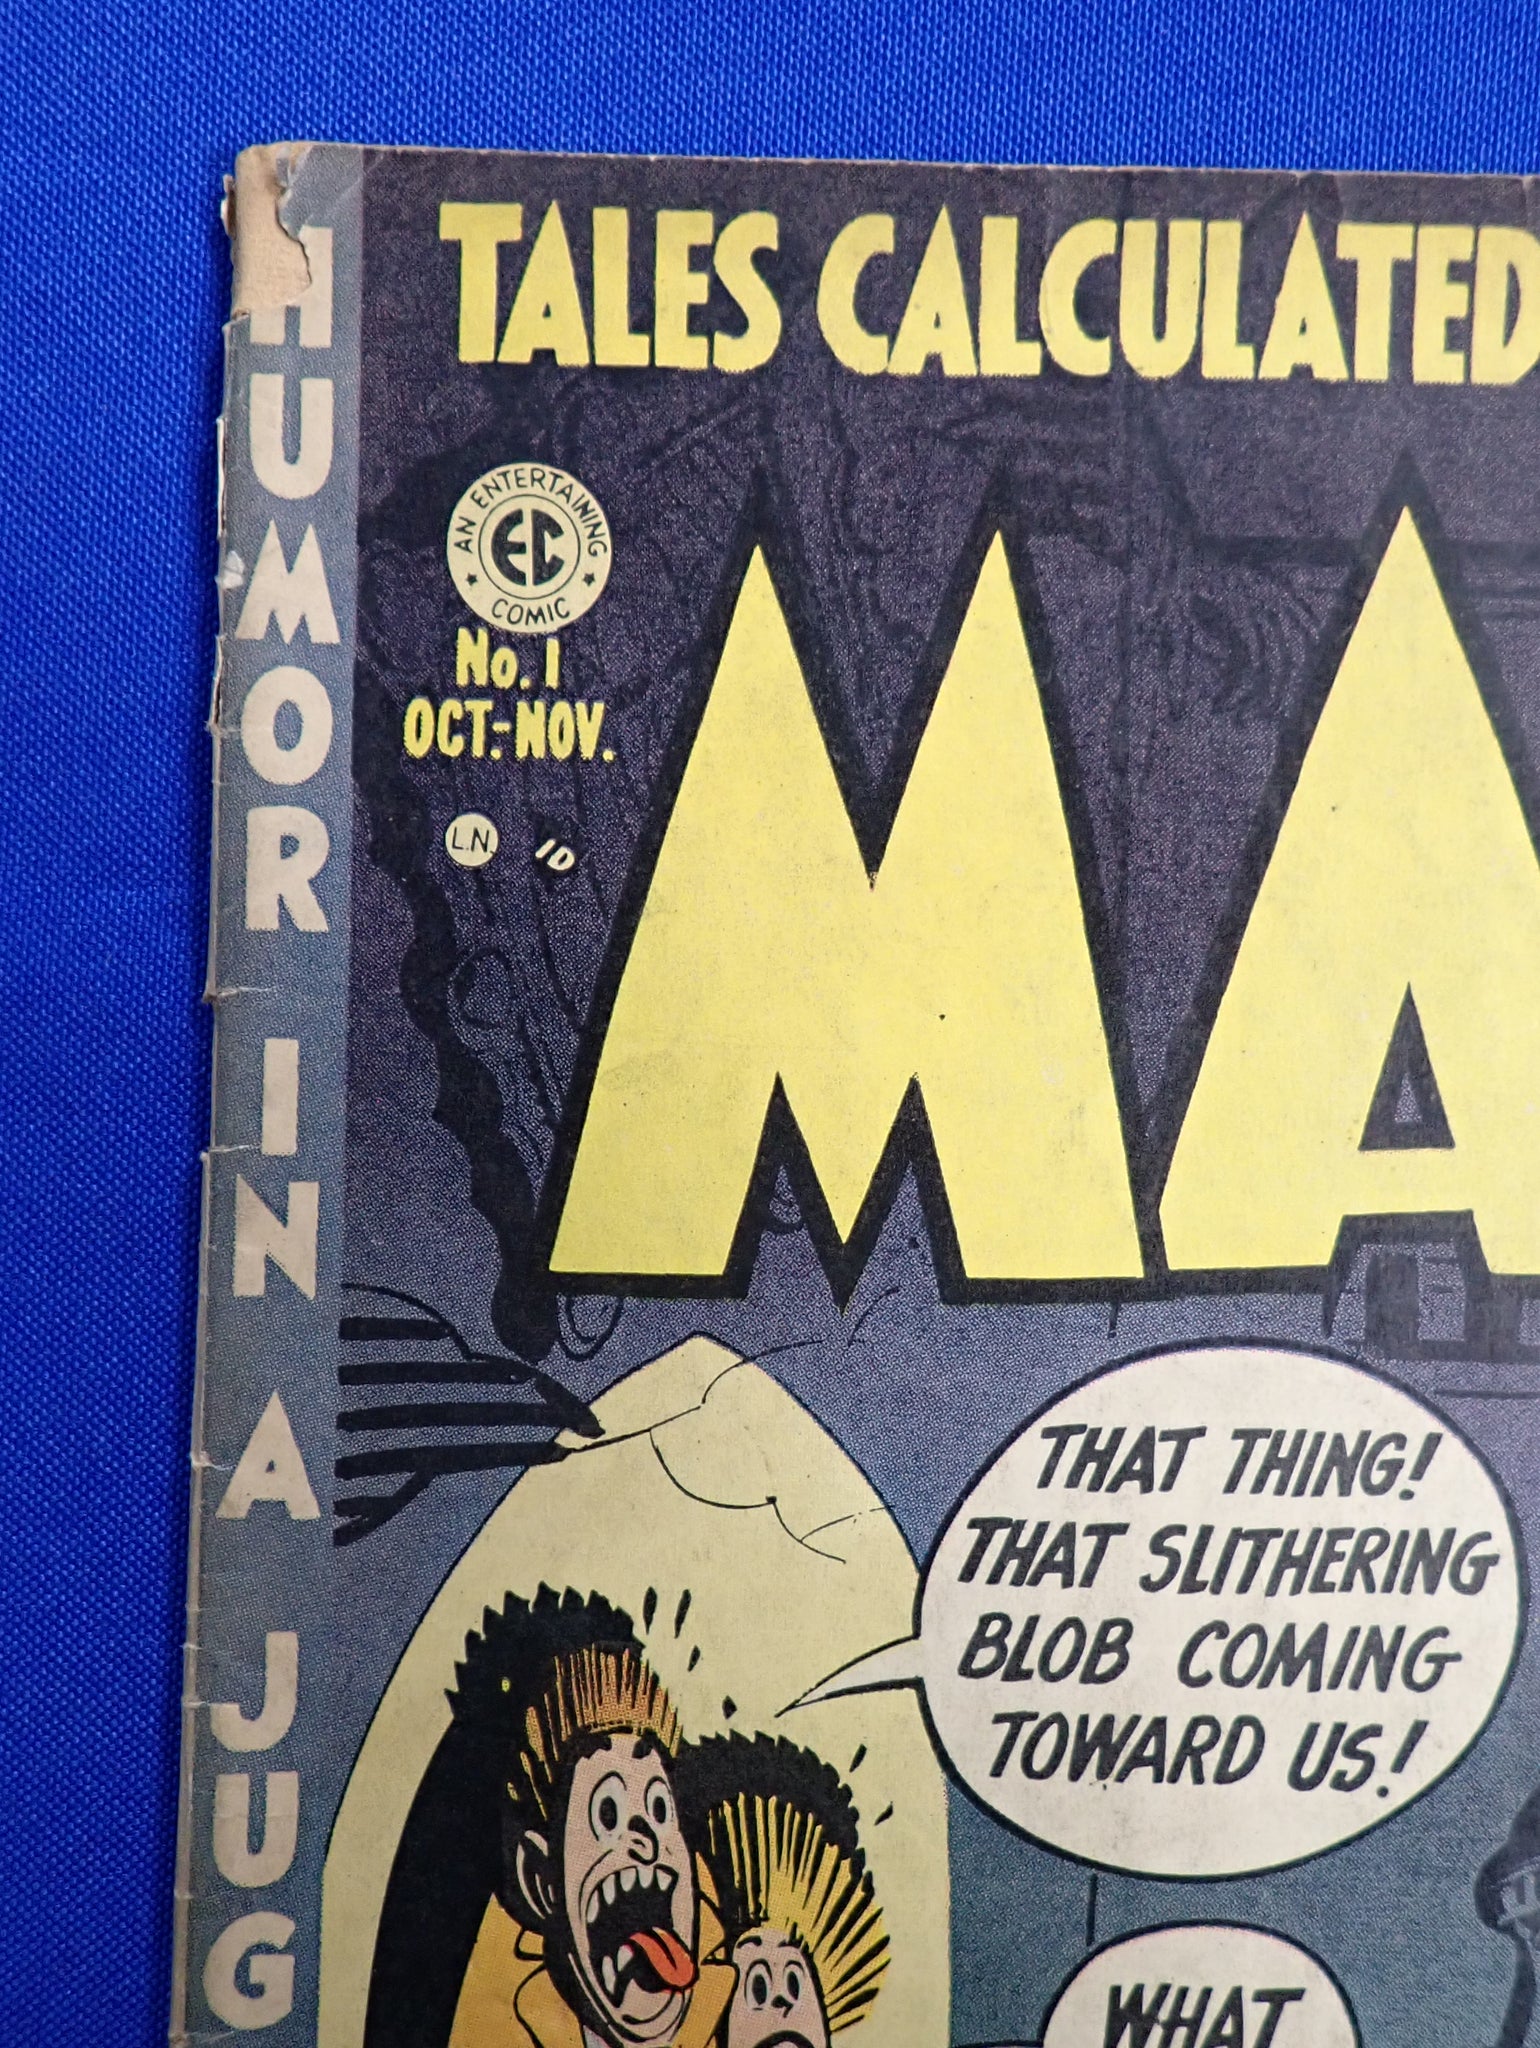 TALES CALCULATED
MA
AN ENTERTAINING
EC
COMIC
No. 1
OCT.-NOV.
L.N.
10
HUMOR IN A JUG
THAT THING!
THAT SLITHERING
BLOB COMING
TOWARD US!
WHAT